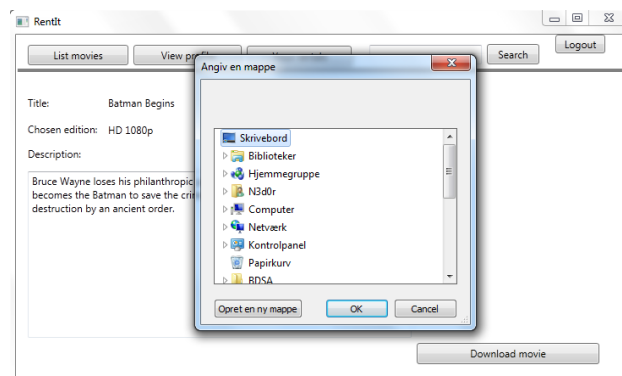 RentIt
Logout
List movies View pr Search
Angiv en mappe
Title: Batman Begins
Chosen edition: HD 1080p
Description:
Bruce Wayne loses his philanthropic
becomes the Batman to save the cri
destruction by an ancient order.
Skrivebord
Biblioteker
Hjemmegruppe
N3d0r
Computer
Netværk
Kontrolpanel
Papirkurv
BDSA
Opret en ny mappe OK Cancel
Download movie